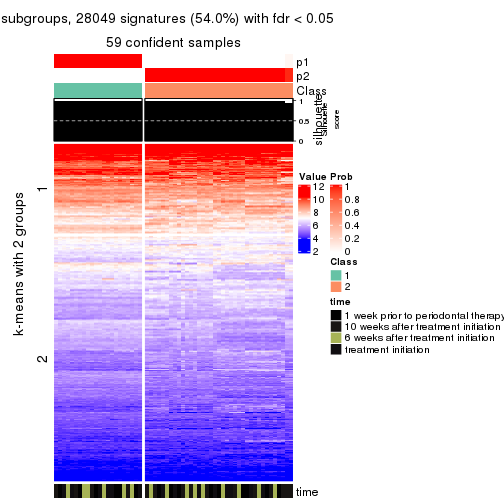 subgroups, 28049 signatures (54.0%) with fdr < 0.05
59 confident samples
p1
p2
Class
1
0.5
0
silhouette
Silhouette
score
k-means with 2 groups
1
2
Value
12
10
8
6
4
2
Prob
1
0.8
0.6
0.4
0.2
0
Class
1
2
time
1 week prior to periodontal therapy
10 weeks after treatment initiation
6 weeks after treatment initiation
treatment initiation
time